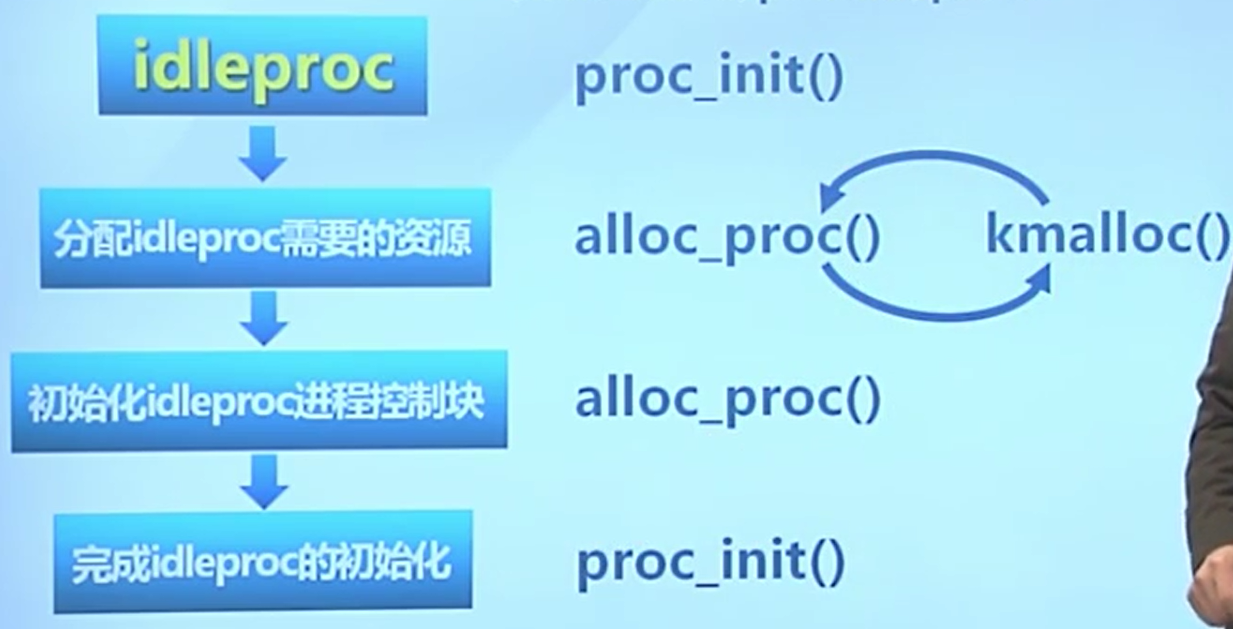 idleproc
proc_init()
分配idleproc需要的资源
alloc_proc()
kmalloc()
初始化idleproc进程控制块
alloc_proc()
完成idleproc的初始化
proc_init()